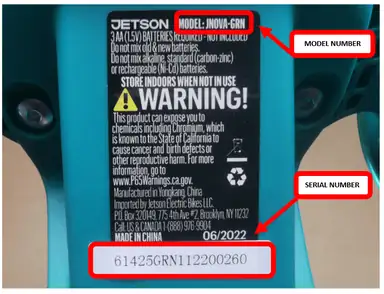 JETSON MODEL: JNOVA-GRN
3 AA (1.5V) BATTERIES REQUIRED - NOT INCLUDED
Do not mix old & new batteries.
Do not mix alkaline, standard (carbon-zinc)
or rechargeable (Ni-Cd) batteries.
STORE INDOORS WHEN NOT IN USE
WARNING!
This product can expose you to
chemicals including Chromium, which
is known to the State of California to
cause cancer and birth defects or
other reproductive harm. For more
information, go to
www.P65Warnings.ca.gov.
Manufactured in Yongkang, China
Imported by Jetson Electric Bikes LLC.
P.O. Box 320149, 775 4th Ave #2, Brooklyn, NY 11232
Call US & CANADA 1-(888) 976-9904
MADE IN CHINA 06/2022
61425GRN112200260
MODEL NUMBER
SERIAL NUMBER